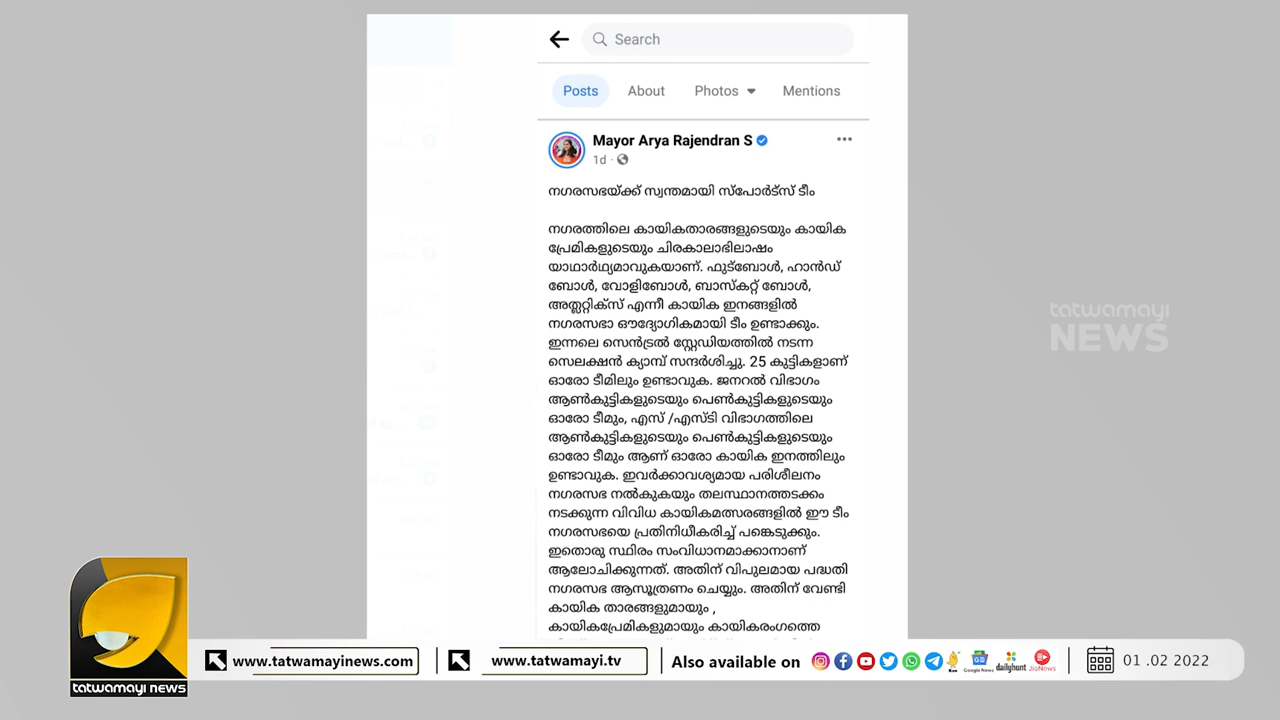 Search
Posts About Photos Mentions
Mayor Arya Rajendran S
1d
നഗരസഭയ്ക്ക് സ്വന്തമായി സ്പോർട്സ് ടീം
നഗരത്തിലെ കായികതാരങ്ങളുടെയും കായിക
പ്രേമികളുടെയും ചിരകാലാഭിലാഷം
യാഥാർഥ്യമാവുകയാണ്. ഫുട്ബോൾ, ഹാൻഡ്
ബോൾ, വോളിബോൾ, ബാസ്കറ്റ് ബോൾ,
അത്ലറ്റിക്സ് എന്നീ കായിക ഇനങ്ങളിൽ
നഗരസഭാ ഔദ്യോഗികമായി ടീം ഉണ്ടാക്കും.
ഇന്നലെ സെൻട്രൽ സ്റ്റേഡിയത്തിൽ നടന്ന
സെലക്ഷൻ ക്യാമ്പ് സന്ദർശിച്ചു. 25 കുട്ടികളാണ്
ഓരോ ടീമിലും ഉണ്ടാവുക. ജനറൽ വിഭാഗം
ആൺകുട്ടികളുടെയും പെൺകുട്ടികളുടെയും
ഓരോ ടീമും, എസ് /എസ്ടി വിഭാഗത്തിലെ
ആൺകുട്ടികളുടെയും പെൺകുട്ടികളുടെയും
ഓരോ ടീമും ആണ് ഓരോ കായിക ഇനത്തിലും
ഉണ്ടാവുക. ഇവർക്കാവശ്യമായ പരിശീലനം
നഗരസഭ നൽകുകയും തലസ്ഥാനത്തടക്കം
നടക്കുന്ന വിവിധ കായികമത്സരങ്ങളിൽ ഈ ടീം
നഗരസഭയെ പ്രതിനിധീകരിച്ച് പങ്കെടുക്കും.
ഇതൊരു സ്ഥിരം സംവിധാനമാക്കാനാണ്
ആലോചിക്കുന്നത്. അതിന് വിപുലമായ പദ്ധതി
നഗരസഭ ആസൂത്രണം ചെയ്യും. അതിന് വേണ്ടി
കായിക താരങ്ങളുമായും ,
കായികപ്രേമികളുമായും കായികരംഗത്തെ
tatwamayi
NEWS
tatwamayi news
www.tatwamayinews.com www.tatwamayi.tv Also available on Koo Google News dailyhunt JioNews 01 .02 2022